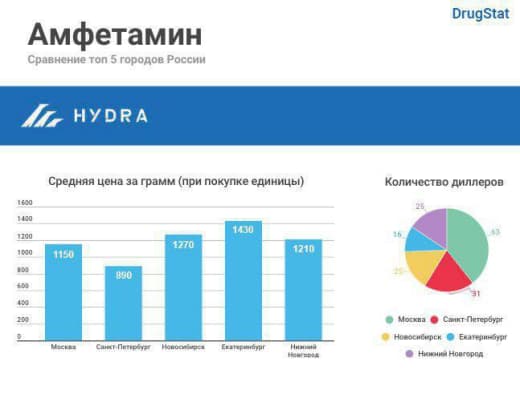 DrugStat
Амфетамин
Сравнение топ 5 городов России
HYDRA
Средняя цена за грамм (при покупке единицы)
1600
1400
1200
1000
800
600
400
200
0
1150
890
1270
1430
1210
Москва
Санкт-Петербург
Новосибирск
Екатеринбург
Нижний
Новгород
Количество диллеров
25
63
16
25
31
Москва
Санкт-Петербург
Новосибирск
Екатеринбург
Нижний Новгород